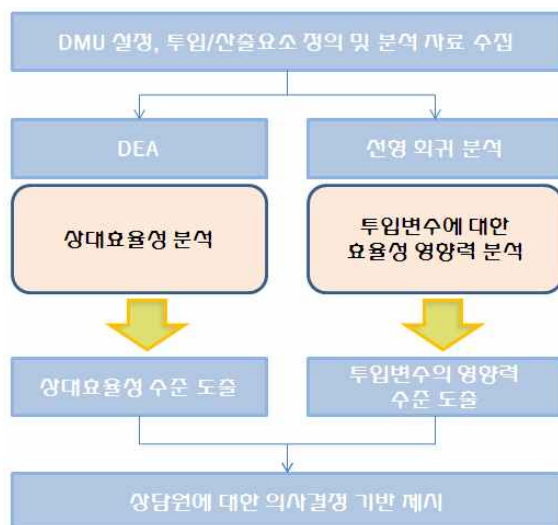 DMU 설정, 투입/산출요소 정의 및 분석 자료 수집
DEA
선형 회귀 분석
상대효율성 분석
투입변수에 대한
효율성 영향력 분석
상대효율성 수준 도출
투입변수의 영향력
수준 도출
상담원에 대한 의사결정 기반 제시